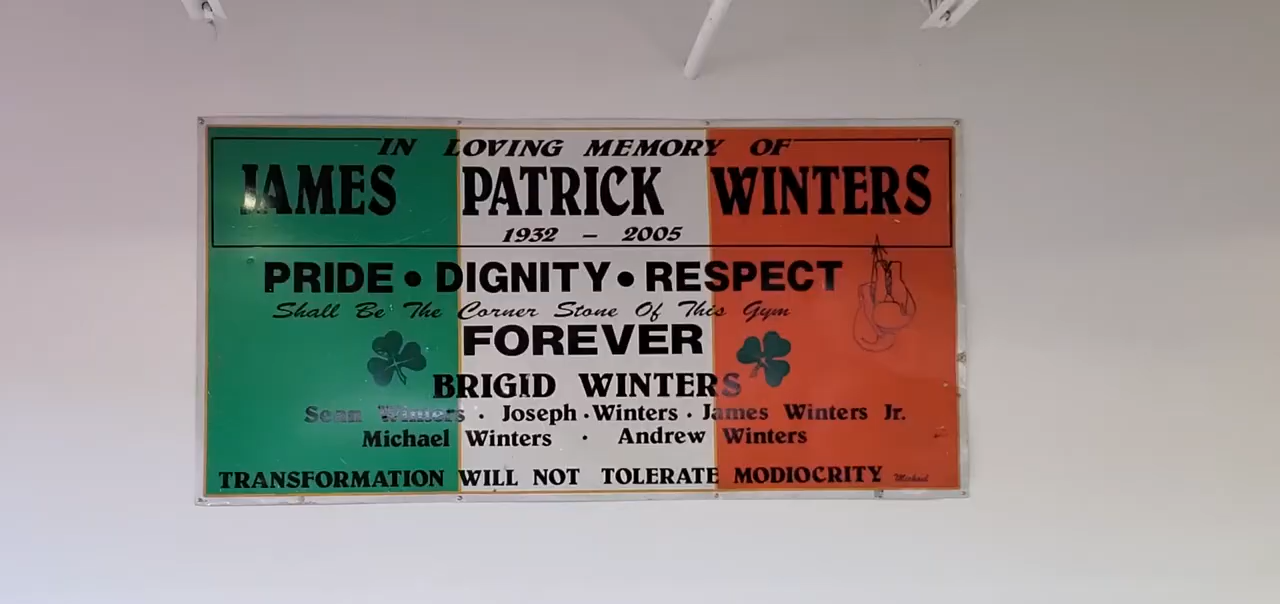 IN LOVING MEMORY OF
JAMES PATRICK WINTERS
1932 – 2005
PRIDE • DIGNITY • RESPECT
Shall Be The Corner Stone Of This Gym
FOREVER
BRIGID WINTERS
Sean Winters · Joseph · Winters · James Winters Jr.
Michael Winters · Andrew Winters
TRANSFORMATION WILL NOT TOLERATE MODIOCRITY
Michael